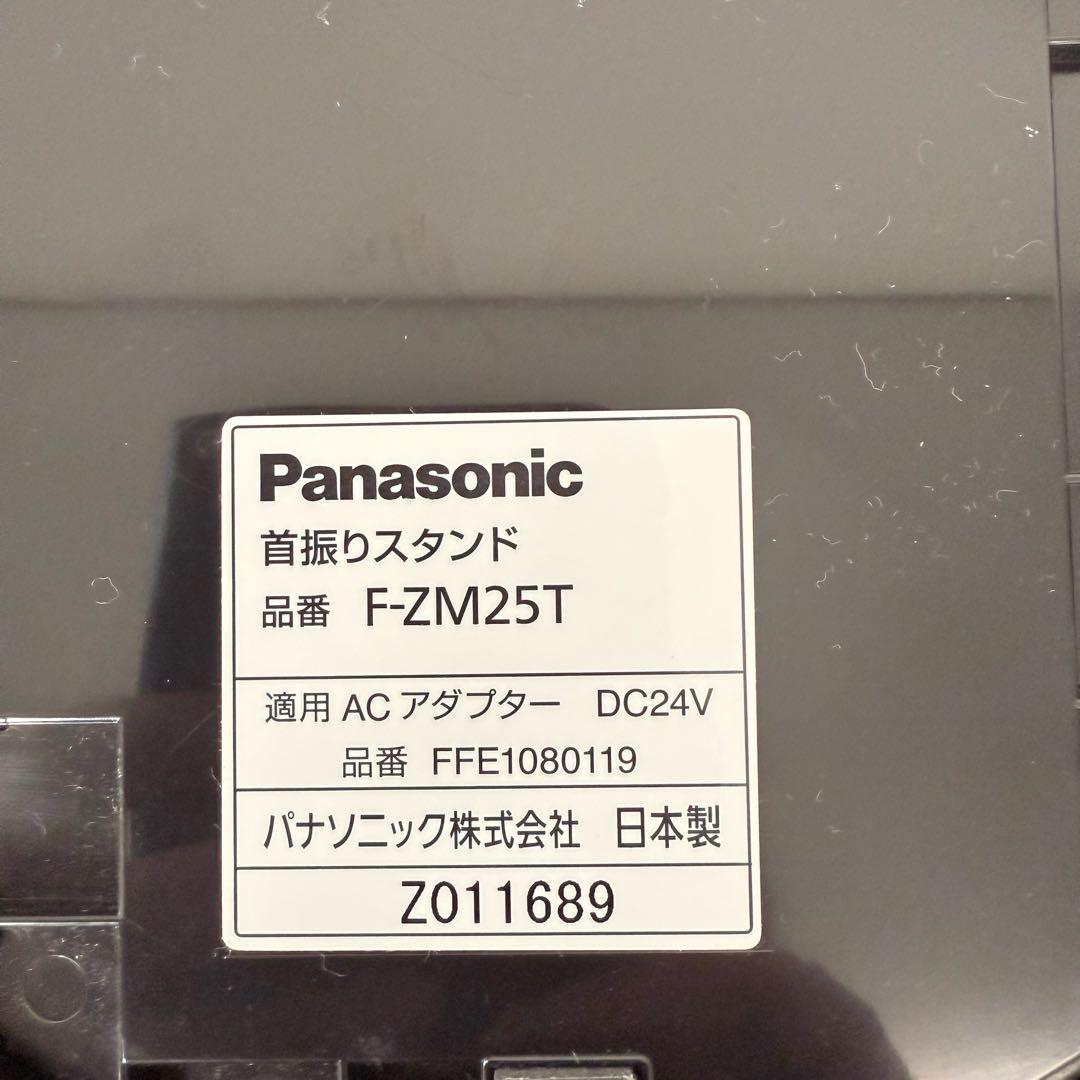 Panasonic
首振りスタンド
品番 F-ZM25T
適用 AC アダプター DC24V
品番 FFE1080119
パナソニック株式会社 日本製
Z011689